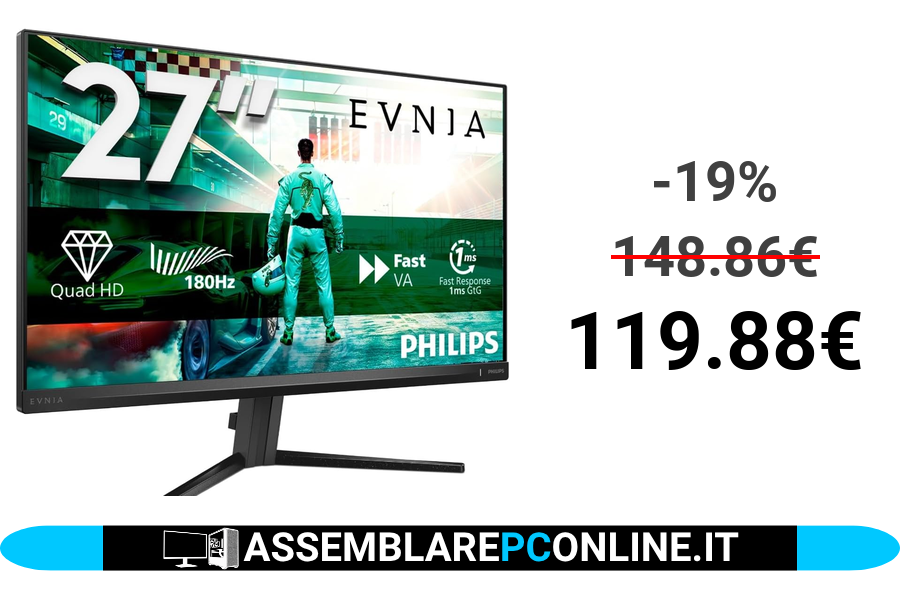 27"
EVNIA
29
Quad HD
180Hz
Fast
VA
1ms
Fast Response
1ms GtG
PHILIPS
EVNIA
PHILIPS
-19%
148.86€
119.88€
ASSEMBLAREPCONLINE.IT